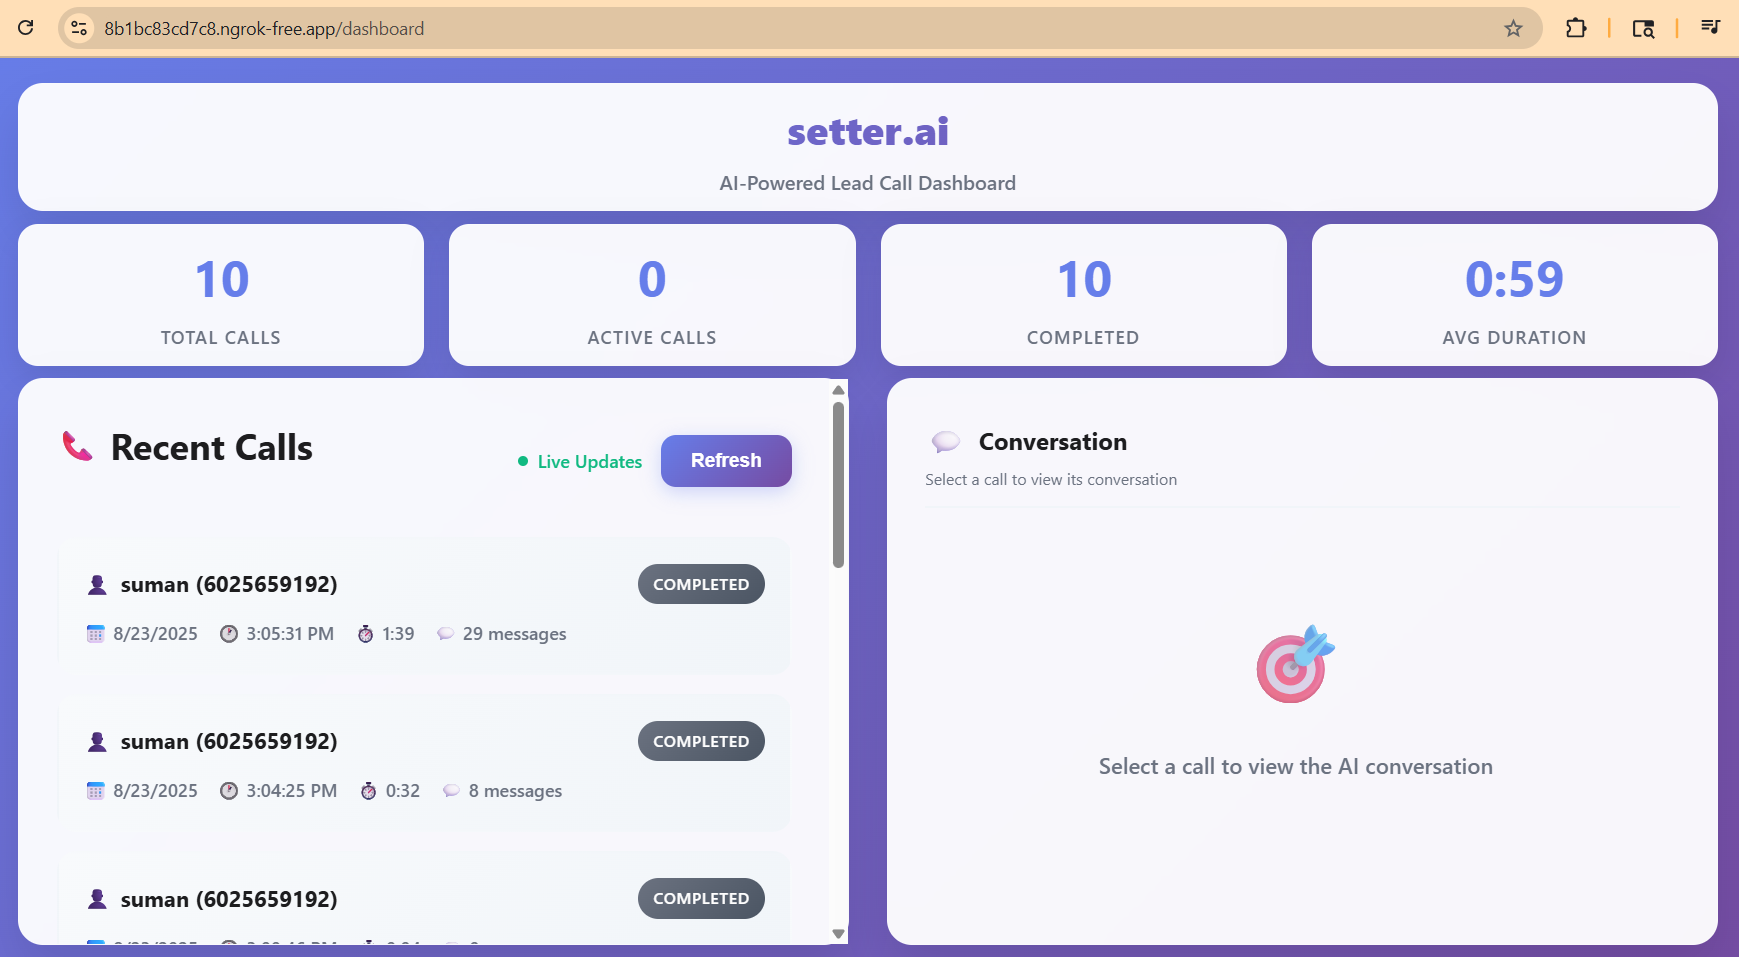 8b1bc83cd7c8.ngrok-free.app/dashboard
setter.ai
AI-Powered Lead Call Dashboard
10
TOTAL CALLS
0
ACTIVE CALLS
10
COMPLETED
0:59
AVG DURATION
Recent Calls
Live Updates
Refresh
suman (6025659192)
COMPLETED
8/23/2025 3:05:31 PM 1:39 29 messages
suman (6025659192)
COMPLETED
8/23/2025 3:04:25 PM 0:32 8 messages
suman (6025659192)
COMPLETED
Conversation
Select a call to view its conversation
Select a call to view the AI conversation